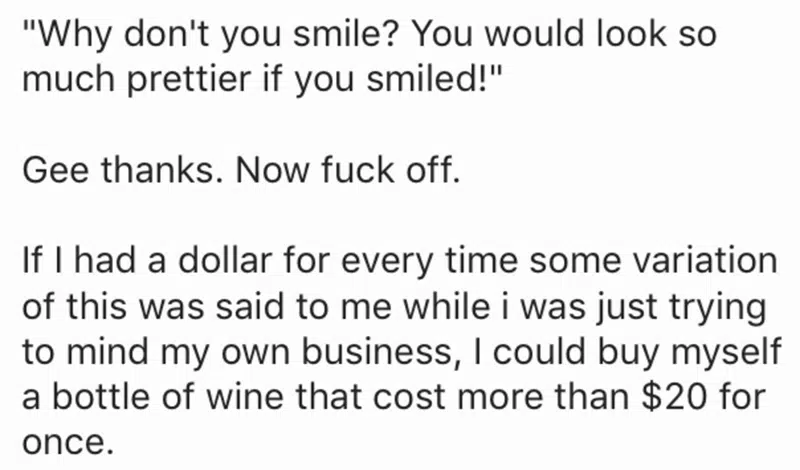 "Why don't you smile? You would look so
much prettier if you smiled!"
Gee thanks. Now fuck off.
If I had a dollar for every time some variation
of this was said to me while i was just trying
to mind my own business, I could buy myself
a bottle of wine that cost more than $20 for
once.